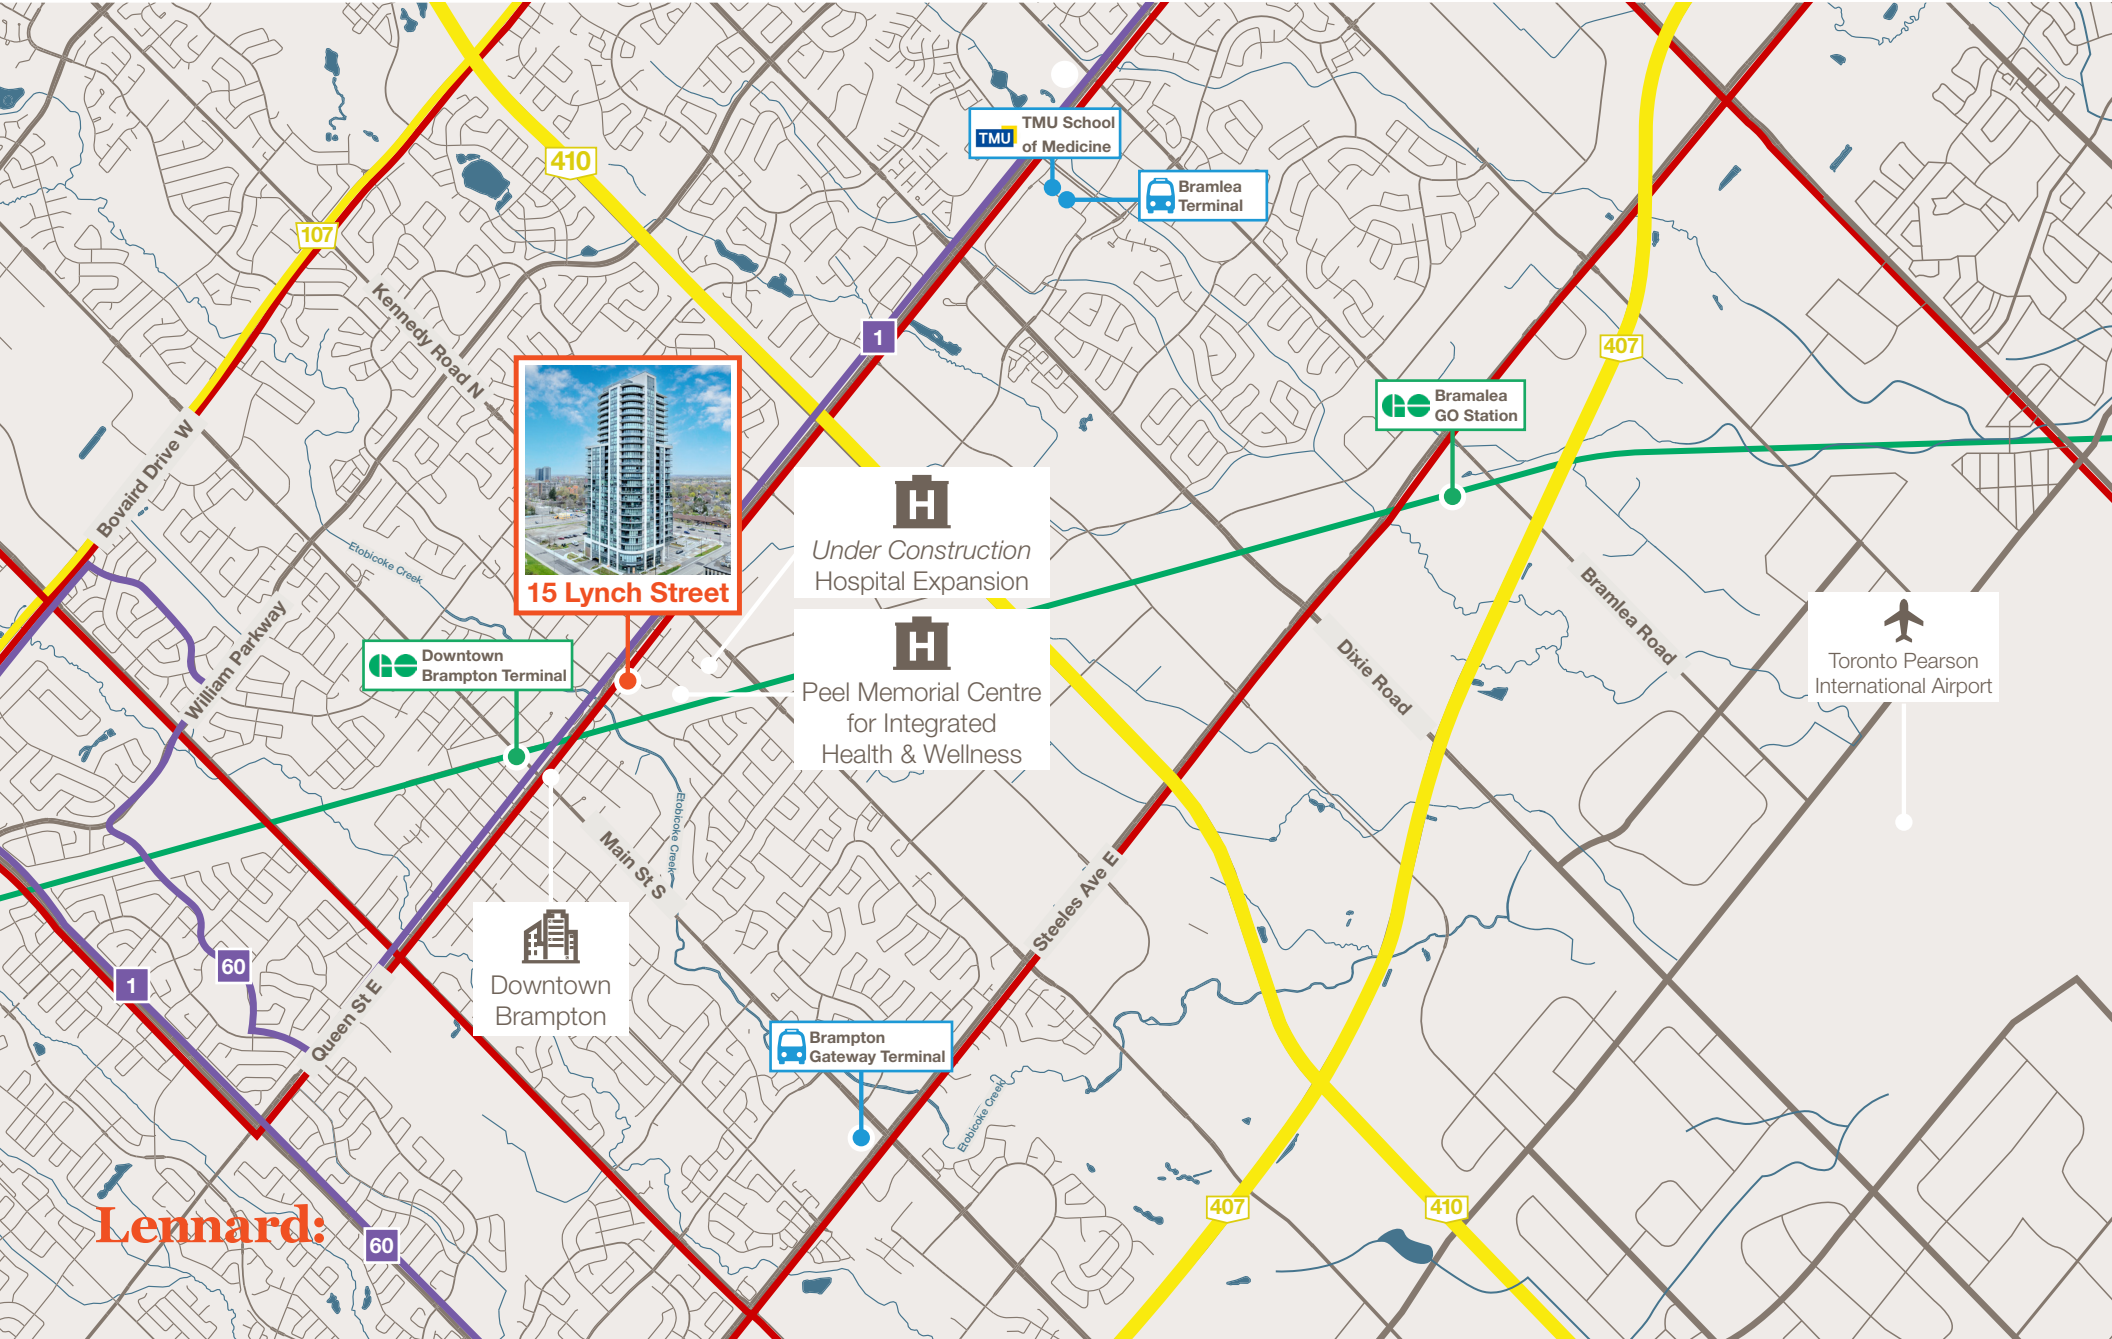 TMU
TMU School
of Medicine
410
Bramlea
Terminal
107
Kennedy Road N
1
407
Bramalea
GO Station
Bovaird Drive W
Etobicoke Creek
15 Lynch Street
Under Construction
Hospital Expansion
Peel Memorial Centre
for Integrated
Health & Wellness
GO
Downtown
Brampton Terminal
William Parkway
Dixie Road
Bramlea Road
Toronto Pearson
International Airport
Main St S
Etobicoke Creek
Steeles Ave E
Downtown
Brampton
60
1
Queen St E
Brampton
Gateway Terminal
Etobicoke Creek
407
410
Lennard:
60